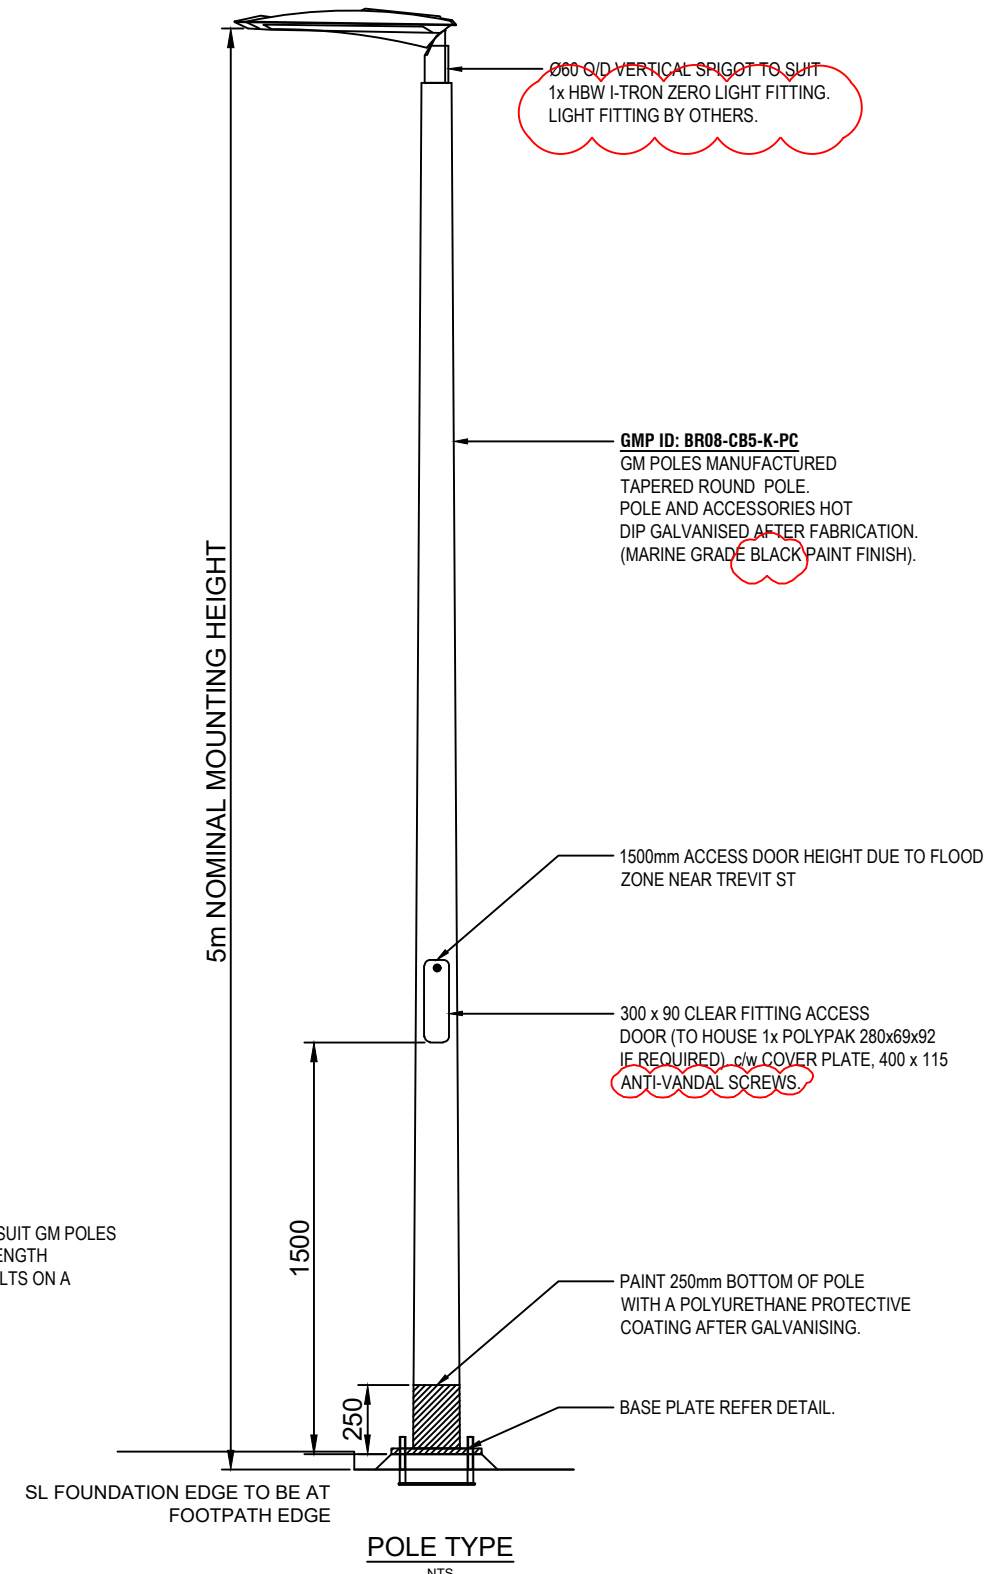 Ø60 O/D VERTICAL SPIGOT TO SUIT
1x HBW I-TRON ZERO LIGHT FITTING.
LIGHT FITTING BY OTHERS.
GMP ID: BR08-CB5-K-PC
GM POLES MANUFACTURED
TAPERED ROUND POLE.
POLE AND ACCESSORIES HOT
DIP GALVANISED AFTER FABRICATION.
(MARINE GRADE BLACK PAINT FINISH).
5m NOMINAL MOUNTING HEIGHT
1500mm ACCESS DOOR HEIGHT DUE TO FLOOD
ZONE NEAR TREVIT ST
300 x 90 CLEAR FITTING ACCESS
DOOR (TO HOUSE 1x POLYPAK 280x69x92
IF REQUIRED) c/w COVER PLATE, 400 x 115
ANTI-VANDAL SCREWS.
SUIT GM POLES
ENGTH
LTS ON A
1500
PAINT 250mm BOTTOM OF POLE
WITH A POLYURETHANE PROTECTIVE
COATING AFTER GALVANISING.
250
BASE PLATE REFER DETAIL.
SL FOUNDATION EDGE TO BE AT
FOOTPATH EDGE
POLE TYPE
NTS